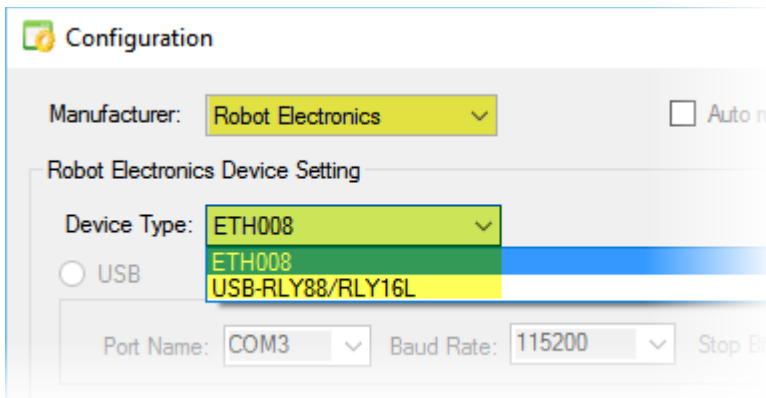 Configuration
Manufacturer: Robot Electronics Auto
Robot Electronics Device Setting
Device Type: ETH008
ETH008
USB USB-RLY88/RLY16L
Port Name: COM3 Baud Rate: 115200 Stop